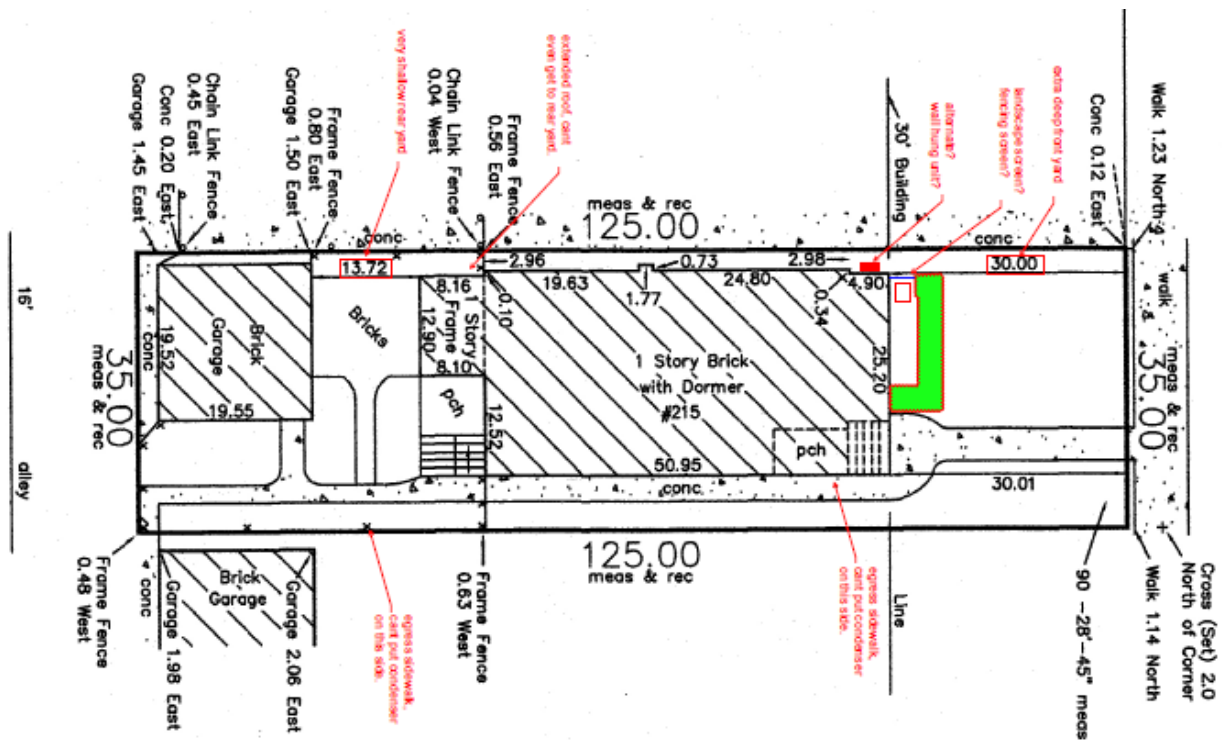 very shallow rear yard
extended roof, cant
even get to rear yard.
alternate?
wall hung unit?
landscape screen?
fencing screen?
extra deep front yard
Garage 1.45 East
Conc 0.20 East
Chain Link Fence
0.45 East
Garage 1.50 East
Frame Fence
0.80 East
Chain Link Fence
0.04 West
Frame Fence
0.56 East
30' Building
Conc 0.12 East
Walk 1.23 North
meas & rec
125.00
conc
conc
13.72
2.96
0.73
2.98
30.00
8.16
0.10
19.63
1.77
24.80
0.34
4.90
16'
alley
conc
19.52
35.00
meas & rec
Brick
Garage
19.55
Bricks
12.90
1 Story
Frame
8.10
pch
12.52
1 Story Brick
with Dormer
#215
25.20
pch
50.95
conc
30.01
walk
meas & rec
35.00
125.00
meas & rec
Frame Fence
0.48 West
conc
Brick
Garage
Garage 1.98 East
Garage 2.06 East
egress sidewalk,
cant put condenser
on this side.
Frame Fence
0.63 West
egress sidewalk,
cant put condenser
on this side.
Line
90 -28'-45" meas
Walk 1.14 North
Cross (Set) 2.0
North of Corner